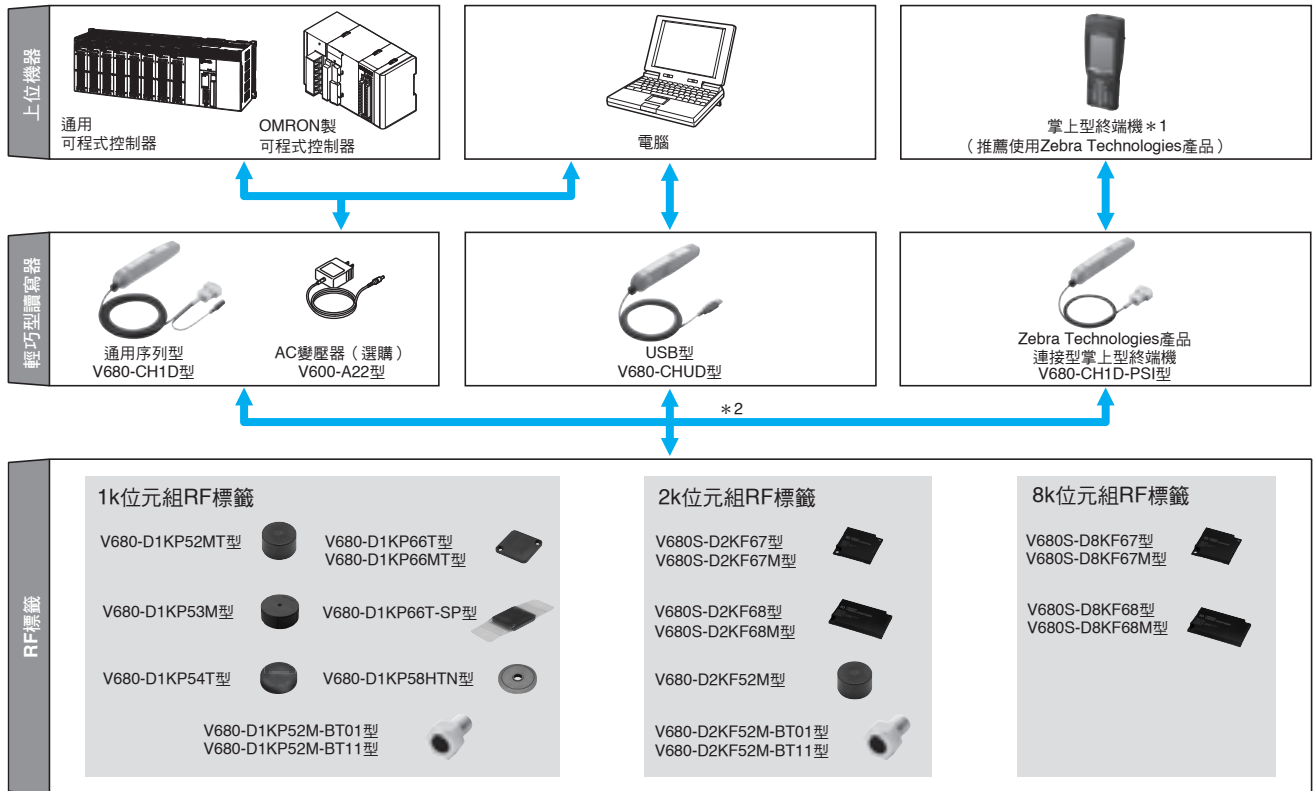 上位機器
通用
可程式控制器
OMRON製
可程式控制器
電腦
掌上型終端機＊1
（推薦使用Zebra Technologies產品）
輕巧型讀寫器
通用序列型
V680-CH1D型
AC變壓器（選購）
V600-A22型
USB型
V680-CHUD型
Zebra Technologies產品
連接型掌上型終端機
V680-CH1D-PSI型
＊2
RF標籤
1k位元組RF標籤
V680-D1KP52MT型
V680-D1KP66T型
V680-D1KP66MT型
V680-D1KP53M型
V680-D1KP66T-SP型
V680-D1KP54T型
V680-D1KP58HTN型
V680-D1KP52M-BT01型
V680-D1KP52M-BT11型
2k位元組RF標籤
V680S-D2KF67型
V680S-D2KF67M型
V680S-D2KF68型
V680S-D2KF68M型
V680-D2KF52M型
V680-D2KF52M-BT01型
V680-D2KF52M-BT11型
8k位元組RF標籤
V680S-D8KF67型
V680S-D8KF67M型
V680S-D8KF68型
V680S-D8KF68M型